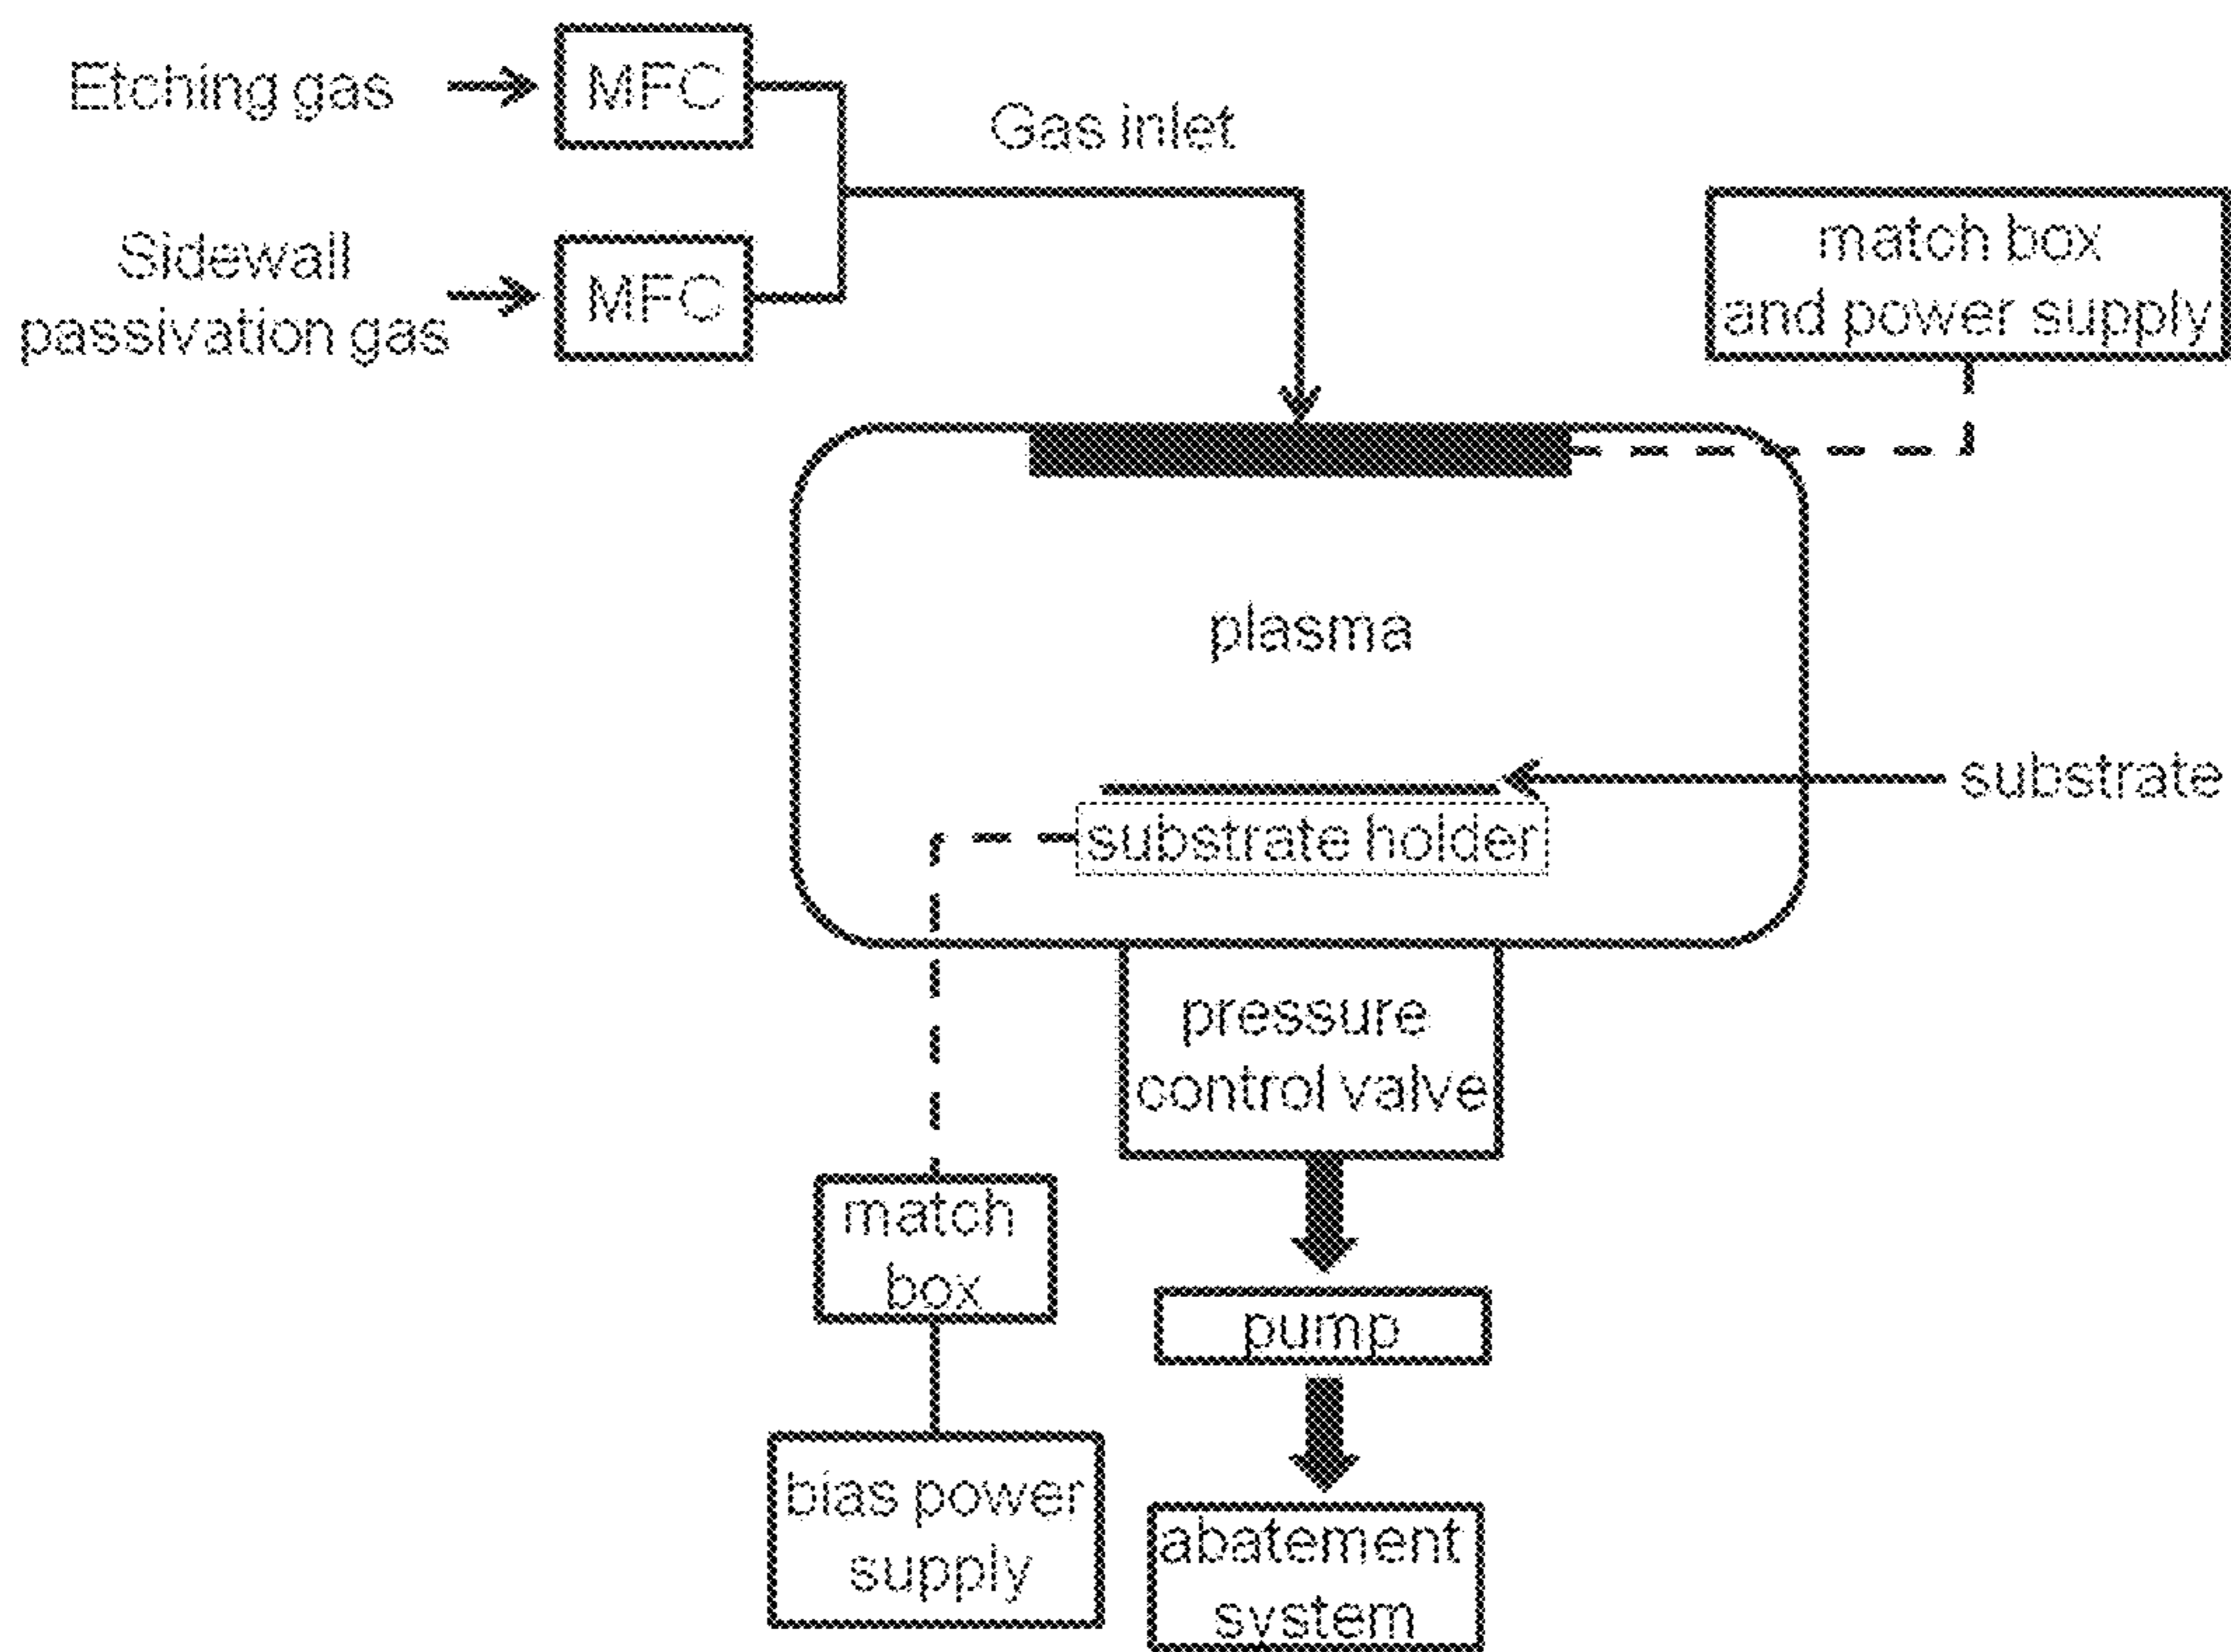 Etching gas
MFC
Gas inlet
Sidewall
passivation gas
MFC
match box
and power supply
plasma
substrate
substrate holder
pressure
control valve
match
box
pump
bias power
supply
abatement
system